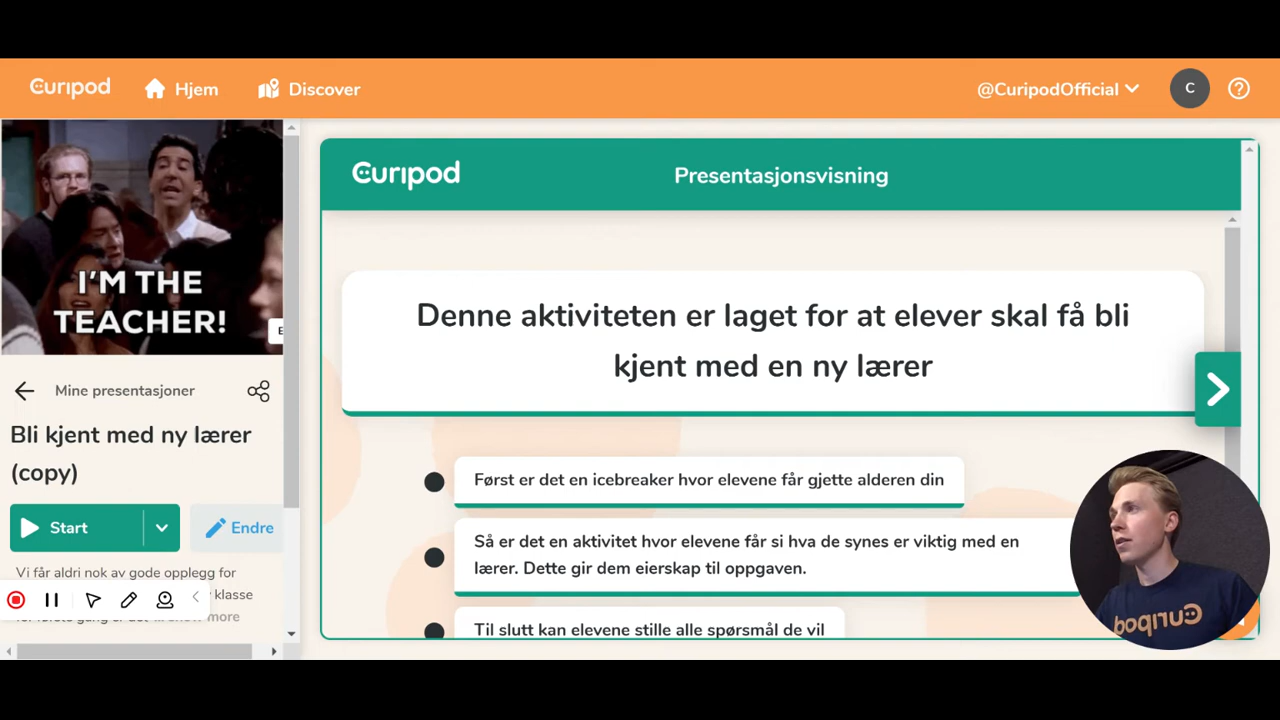 Curipod
Hjem
Discover
@CuripodOfficial
C
I'M THE
TEACHER!
E
Mine presentasjoner
Bli kjent med ny lærer
(copy)
Start
Endre
Vi får aldri nok av gode opplegg for
klasse
show more
Curipod
Presentasjonsvisning
Denne aktiviteten er laget for at elever skal få bli
kjent med en ny lærer
Først er det en icebreaker hvor elevene får gjette alderen din
Så er det en aktivitet hvor elevene får si hva de synes er viktig med en
lærer. Dette gir dem eierskap til oppgaven.
Til slutt kan elevene stille alle spørsmål de vil
Curipod